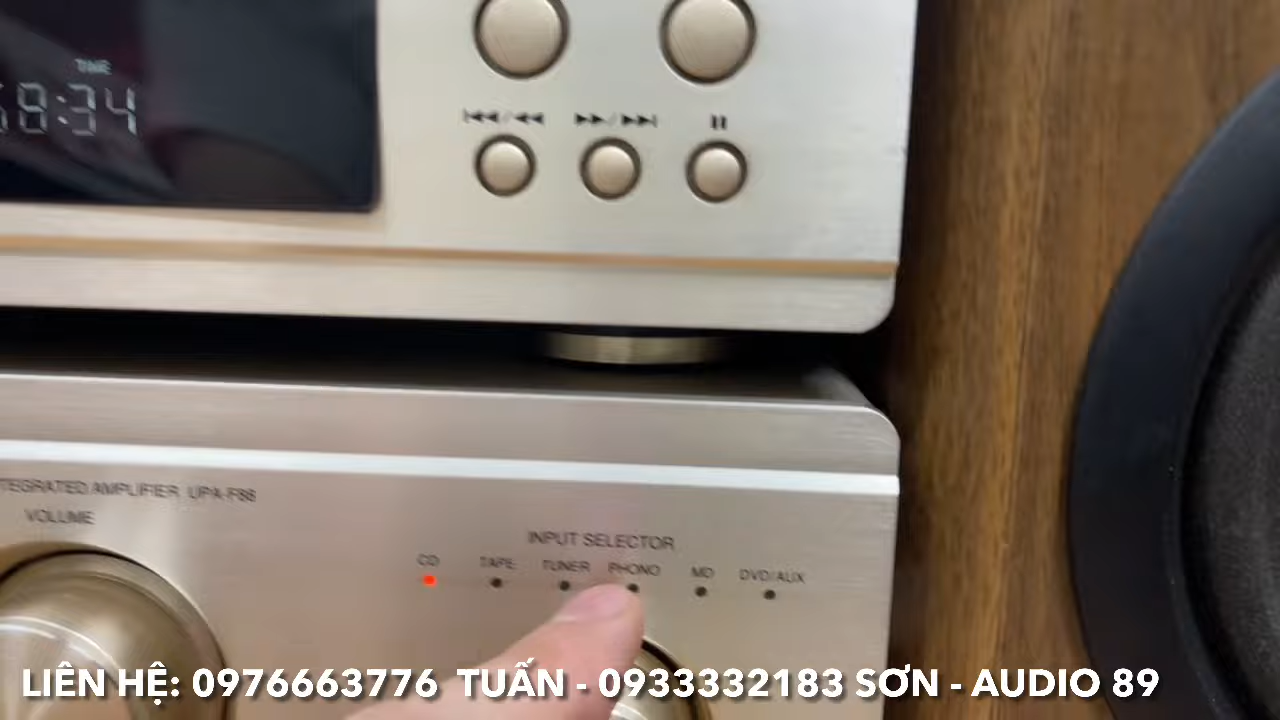 TIME
8:34
INTEGRATED AMPLIFIER UPA-F88
VOLUME
INPUT SELECTOR
CD TAPE TUNER PHONO MD DVD/AUX
LIÊN HỆ: 0976663776 TUẤN - 0933332183 SƠN - AUDIO 89